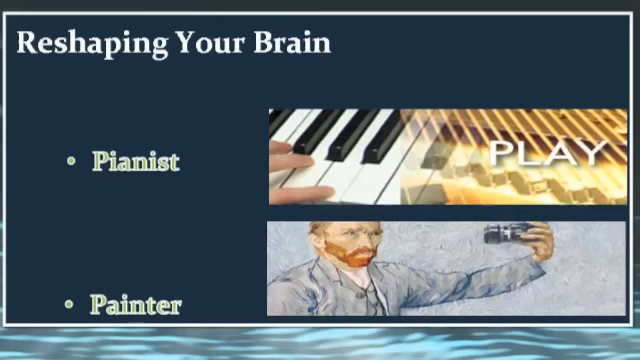 Reshaping Your Brain
• Pianist
PLAY
• Painter